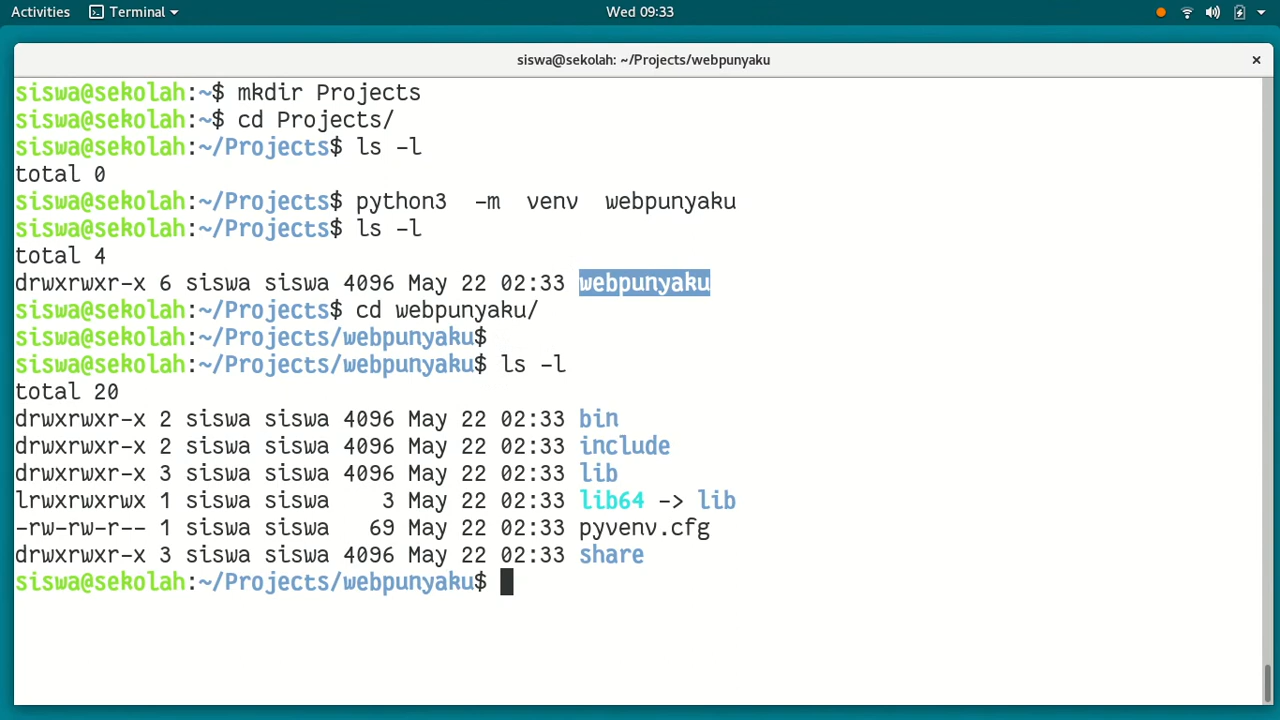 Activities Terminal Wed 09:33
siswa@sekolah: ~/Projects/webpunyaku
siswa@sekolah:~$ mkdir Projects
siswa@sekolah:~$ cd Projects/
siswa@sekolah:~/Projects$ ls -l
total 0
siswa@sekolah:~/Projects$ python3  -m  venv  webpunyaku
siswa@sekolah:~/Projects$ ls -l
total 4
drwxrwxr-x 6 siswa siswa 4096 May 22 02:33 webpunyaku
siswa@sekolah:~/Projects$ cd webpunyaku/
siswa@sekolah:~/Projects/webpunyaku$
siswa@sekolah:~/Projects/webpunyaku$ ls -l
total 20
drwxrwxr-x 2 siswa siswa 4096 May 22 02:33 bin
drwxrwxr-x 2 siswa siswa 4096 May 22 02:33 include
drwxrwxr-x 3 siswa siswa 4096 May 22 02:33 lib
lrwxrwxrwx 1 siswa siswa    3 May 22 02:33 lib64 -> lib
-rw-rw-r-- 1 siswa siswa   69 May 22 02:33 pyvenv.cfg
drwxrwxr-x 3 siswa siswa 4096 May 22 02:33 share
siswa@sekolah:~/Projects/webpunyaku$